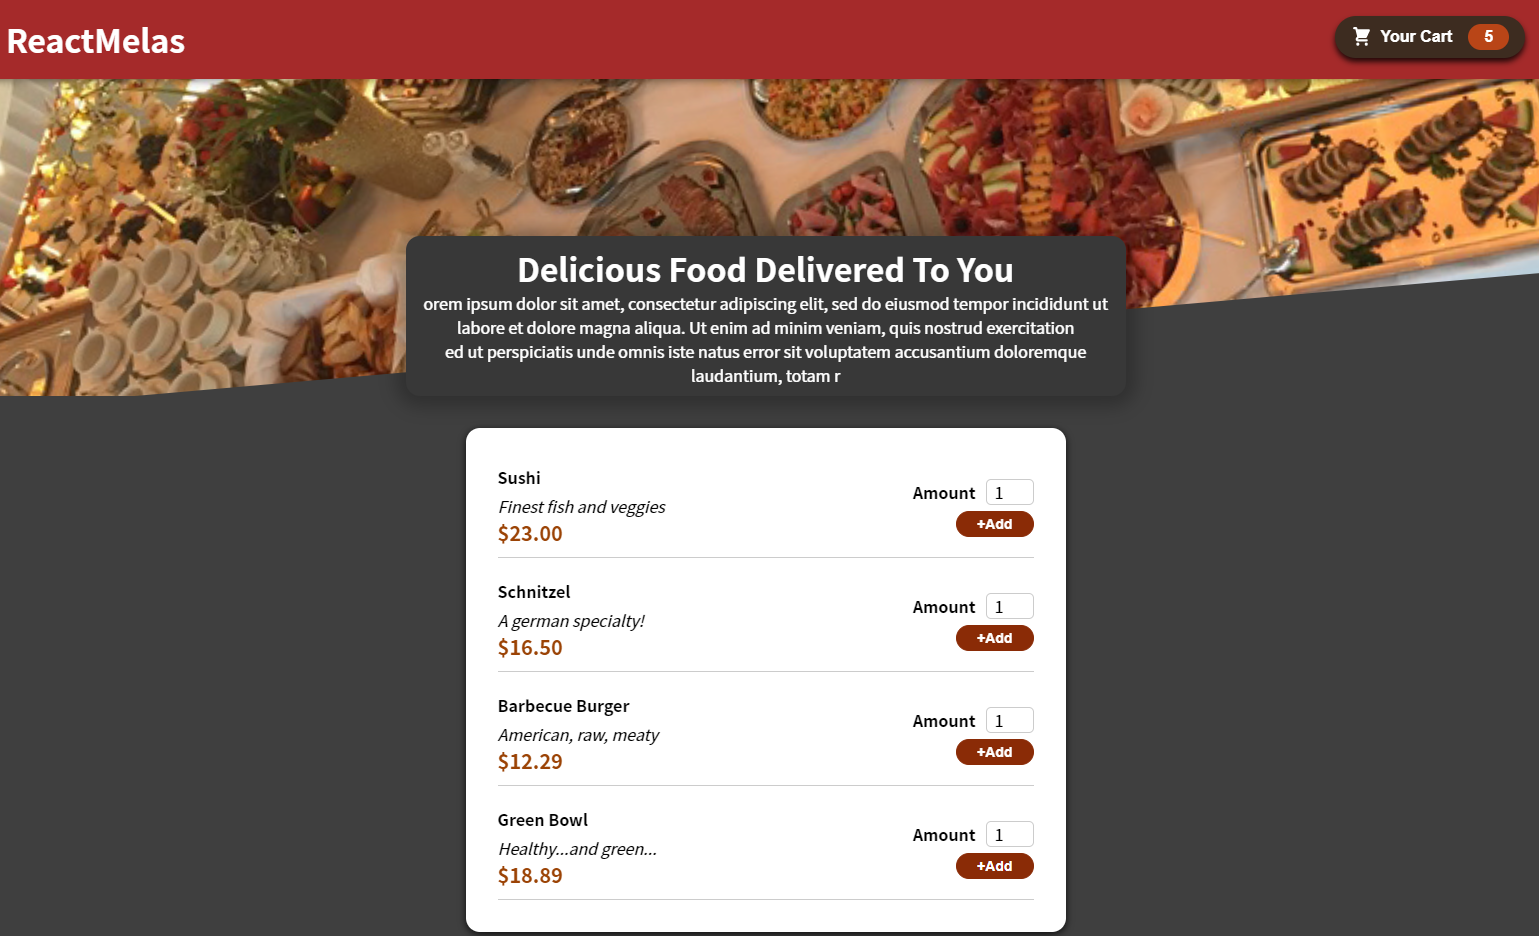 ReactMelas
Your Cart 5
Delicious Food Delivered To You
orem ipsum dolor sit amet, consectetur adipiscing elit, sed do eiusmod tempor incididunt ut
labore et dolore magna aliqua. Ut enim ad minim veniam, quis nostrud exercitation
ed ut perspiciatis unde omnis iste natus error sit voluptatem accusantium doloremque
laudantium, totam r
Sushi
Finest fish and veggies
$23.00
Amount 1
+Add
Schnitzel
A german specialty!
$16.50
Amount 1
+Add
Barbecue Burger
American, raw, meaty
$12.29
Amount 1
+Add
Green Bowl
Healthy...and green...
$18.89
Amount 1
+Add